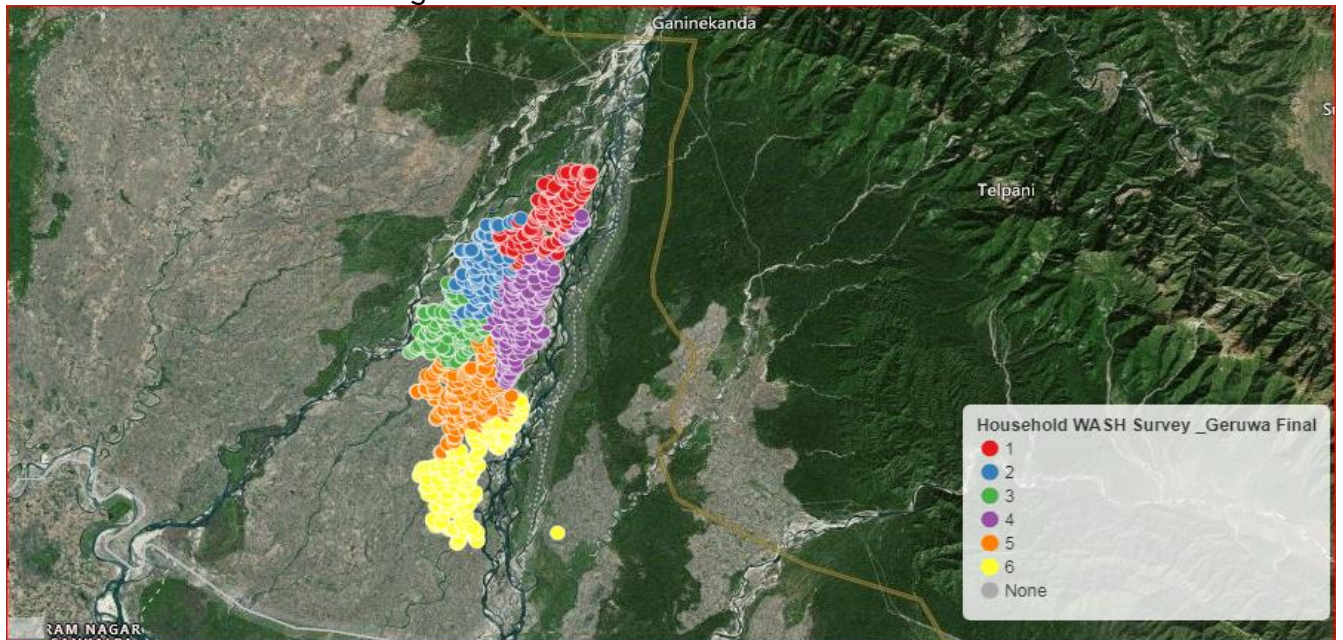 Ganinekanda
Telpani
Household WASH Survey _Geruwa Final
1
2
3
4
5
6
None
RAM NAGAR